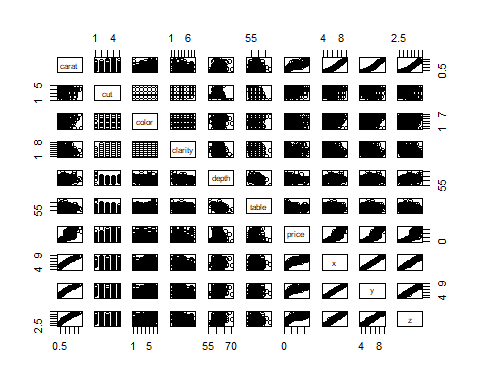 1 4 1 6 55 4 8 2.5
carat 0.5
1 5 cut
color 1 7
1 8 clarity
depth 55
55 table
price 0
4 9 x
y 4 9
2.5 z
0.5 1 5 55 70 0 4 8